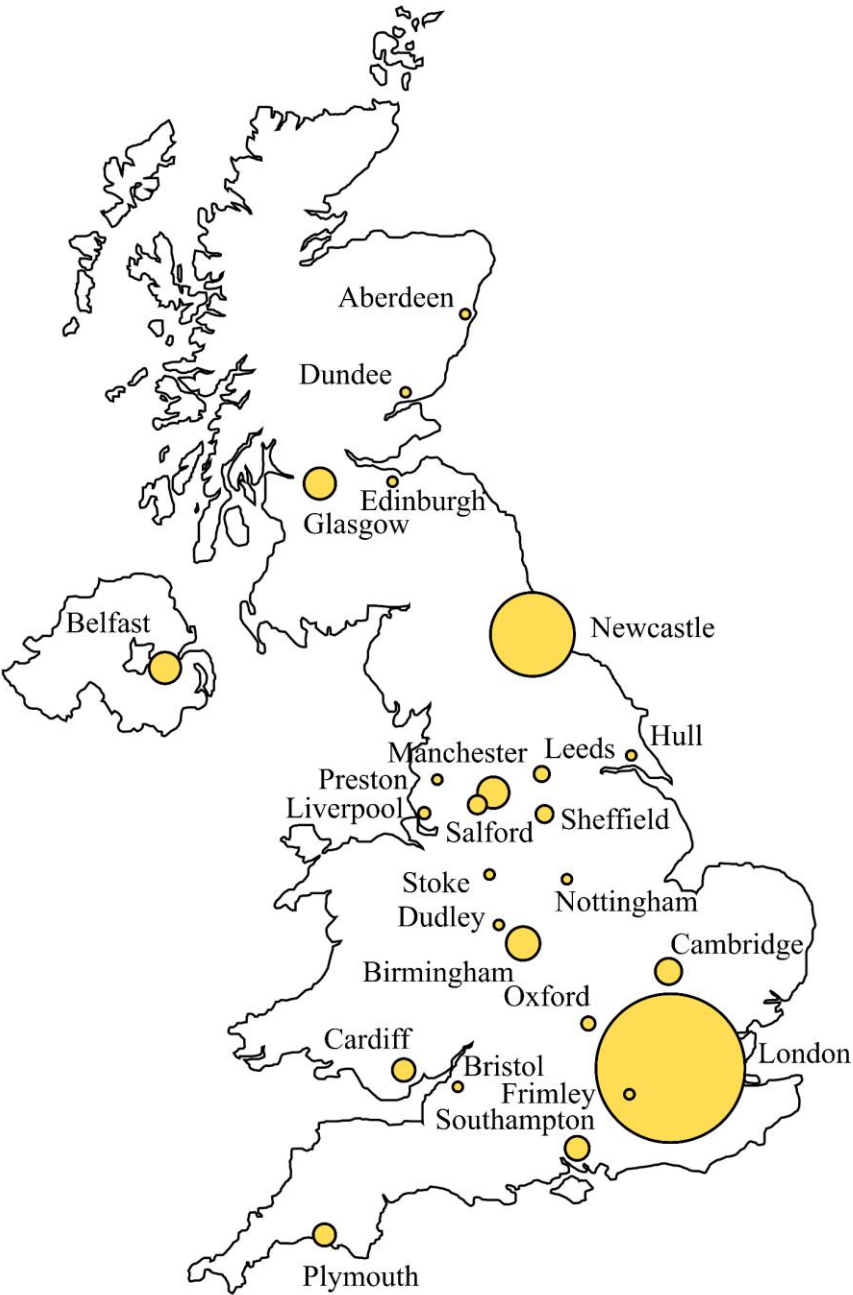 Aberdeen
Dundee
Edinburgh
Glasgow
Belfast
Newcastle
Hull
Leeds
Manchester
Preston
Liverpool
Salford
Sheffield
Stoke
Nottingham
Dudley
Cambridge
Birmingham
Oxford
Cardiff
London
Bristol
Frimley
Southampton
Plymouth